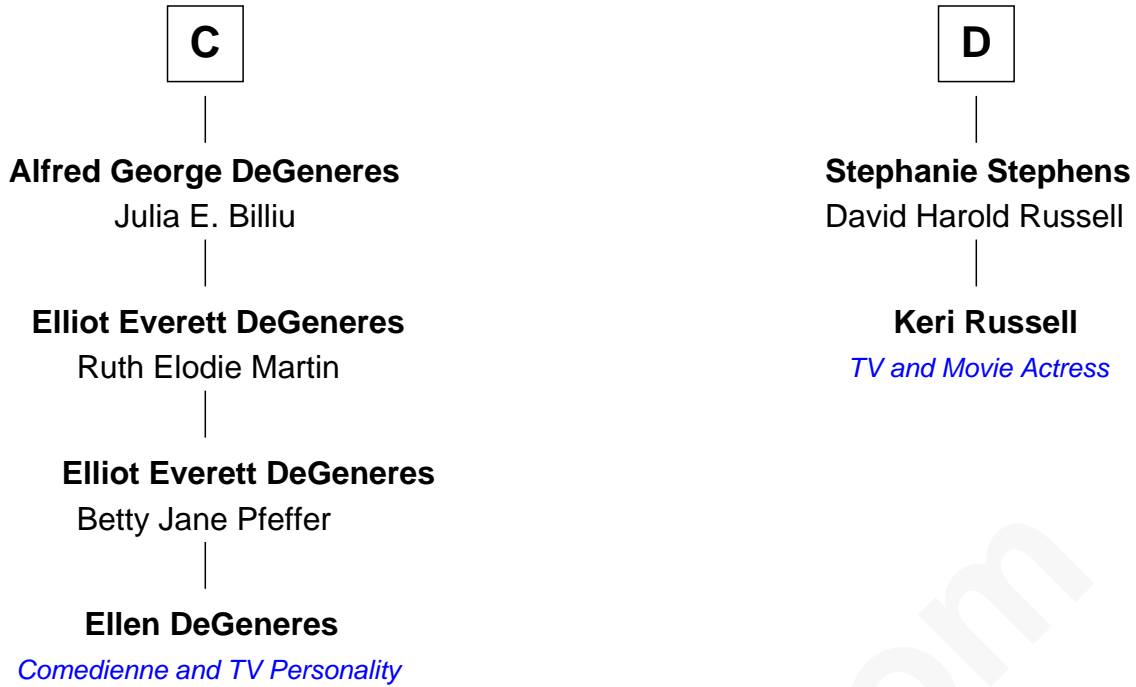 C
Alfred George DeGeneres
Julia E. Billiu
Elliot Everett DeGeneres
Ruth Elodie Martin
Elliot Everett DeGeneres
Betty Jane Pfeffer
Ellen DeGeneres
Comedienne and TV Personality
D
Stephanie Stephens
David Harold Russell
Keri Russell
TV and Movie Actress
om